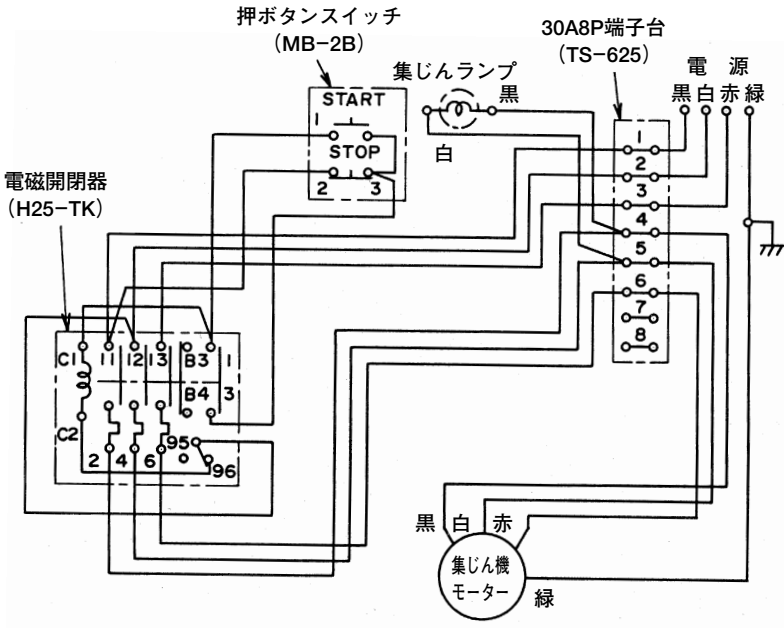 押ボタンスイッチ
(MB-2B)
30A8P端子台
(TS-625)
集じんランプ
黒
白
電源
黒白赤緑
START
1
STOP
2 3
電磁開閉器
(H25-TK)
1
2
3
4
5
6
7
8
C1 11 12 13 B3 1
B4 3
C2
2 4 6 95 96
黒 白 赤
集じん機
モーター
緑